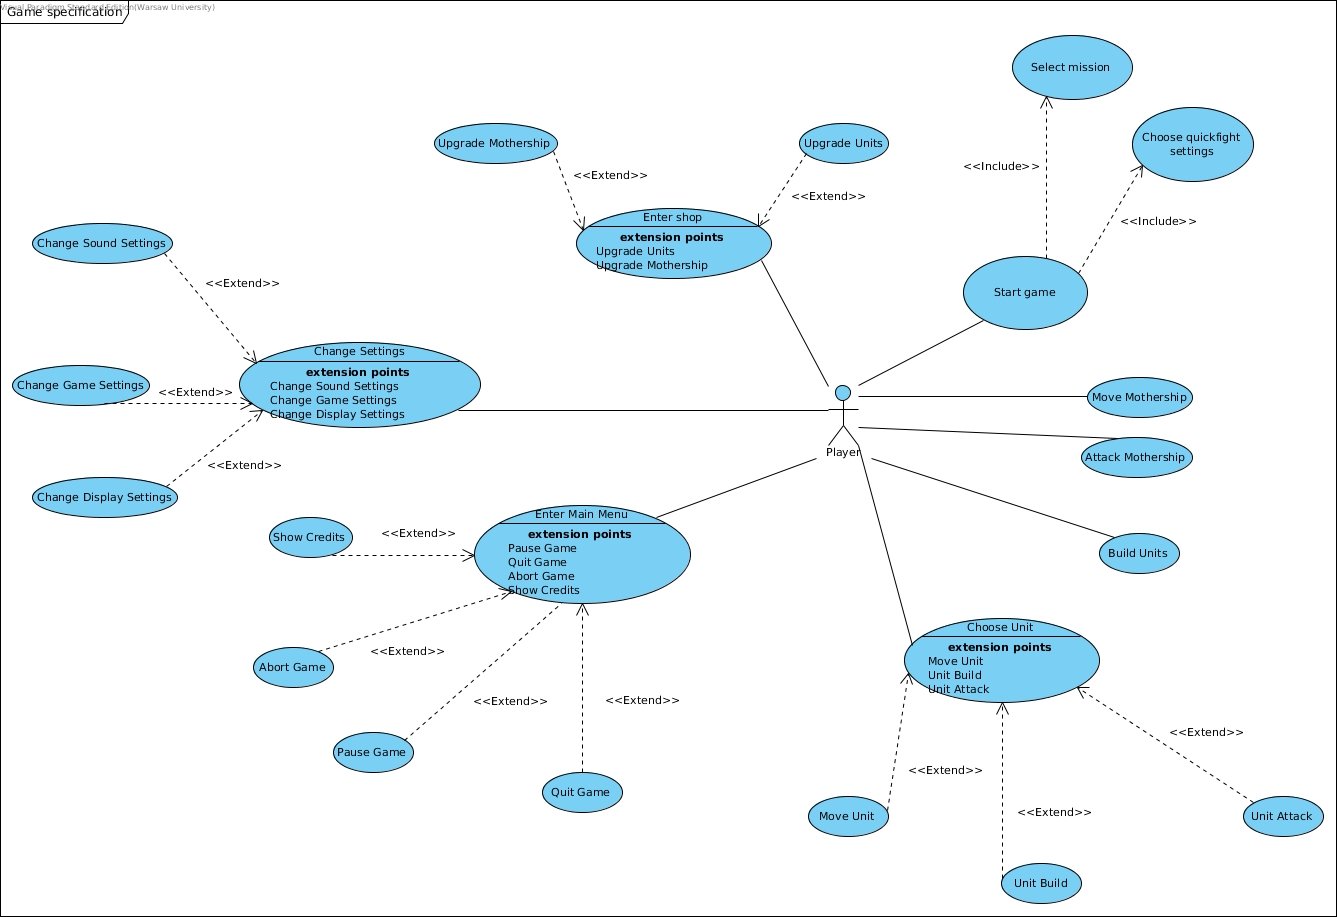 Visual Paradigm Standard Edition(Warsaw University)
Game specification
Select mission
Upgrade Mothership
Upgrade Units
Choose quickfight
settings
<<Include>>
<<Extend>>
<<Extend>>
<<Include>>
Enter shop
extension points
Upgrade Units
Upgrade Mothership
Change Sound Settings
<<Extend>>
Start game
Change Settings
extension points
Change Sound Settings
Change Game Settings
Change Display Settings
Change Game Settings
<<Extend>>
Move Mothership
Player
Attack Mothership
<<Extend>>
Change Display Settings
Enter Main Menu
extension points
Pause Game
Quit Game
Abort Game
Show Credits
Show Credits
<<Extend>>
Build Units
Choose Unit
extension points
Move Unit
Unit Build
Unit Attack
<<Extend>>
Abort Game
<<Extend>>
<<Extend>>
<<Extend>>
Pause Game
<<Extend>>
Quit Game
<<Extend>>
Move Unit
Unit Attack
Unit Build